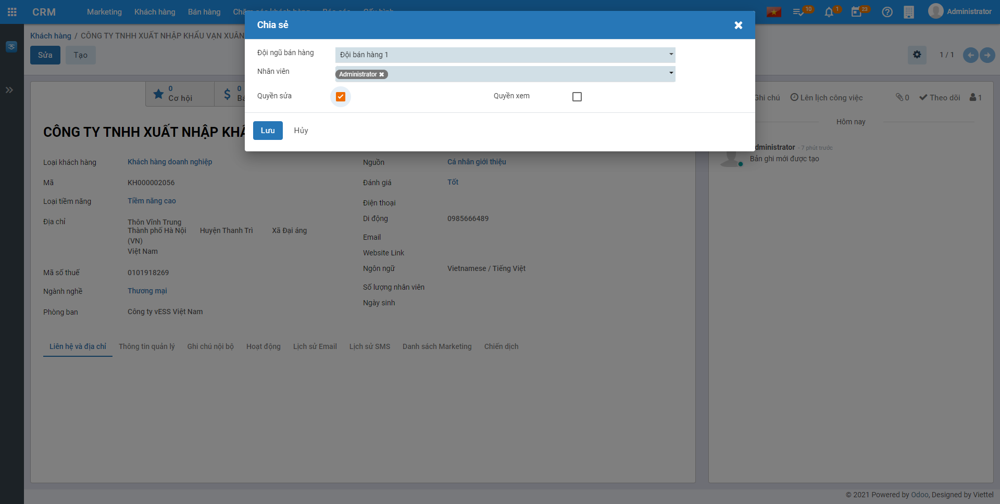 CRM
Marketing
Khách hàng
Bán hàng
10
1
23
Administrator
Chia sẻ
Khách hàng / CÔNG TY TNHH XUẤT NHẬP KHẨU VẠN XUÂN
Sửa
Tạo
1 / 1
Đội ngũ bán hàng
Đội bán hàng 1
Nhân viên
Administrator
Quyền sửa
Quyền xem
Lưu
Hủy
0
Cơ hội
0
Ghi chú
Lên lịch công việc
0
Theo dõi
1
Hôm nay
CÔNG TY TNHH XUẤT NHẬP
dministrator - 7 phút trước
Bản ghi mới được tạo
Loại khách hàng
Khách hàng doanh nghiệp
Mã
KH000002056
Loại tiềm năng
Tiềm năng cao
Địa chỉ
Thôn Vĩnh Trung
Thành phố Hà Nội
(VN)
Huyện Thanh Trì
Xã Đại áng
Việt Nam
Mã số thuế
0101918269
Ngành nghề
Thương mại
Phòng ban
Công ty vESS Việt Nam
Nguồn
Cá nhân giới thiệu
Đánh giá
Tốt
Điện thoại
Di động
0985666489
Email
Website Link
Ngôn ngữ
Vietnamese / Tiếng Việt
Số lượng nhân viên
Ngày sinh
Liên hệ và địa chỉ
Thông tin quản lý
Ghi chú nội bộ
Hoạt động
Lịch sử Email
Lịch sử SMS
Danh sách Marketing
Chiến dịch
© 2021 Powered by Odoo, Designed by Viettel